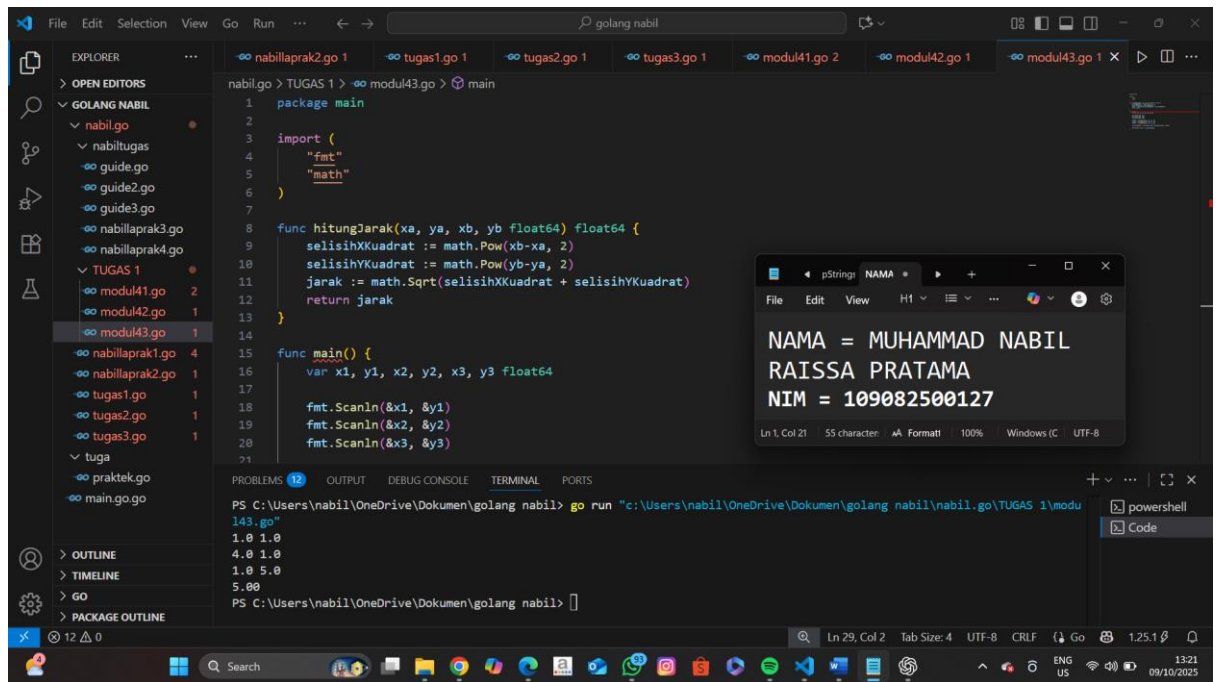 File Edit Selection View Go Run ··· golang nabil
EXPLORER ···
OPEN EDITORS
GOLANG NABIL
nabil.go
nabiltugas
guide.go
guide2.go
guide3.go
nabillaprak3.go
nabillaprak4.go
TUGAS 1
modul41.go 2
modul42.go 1
modul43.go 1
nabillaprak1.go 4
nabillaprak2.go 1
tugas1.go 1
tugas2.go 1
tugas3.go 1
tuga
praktek.go
main.go.go
OUTLINE
TIMELINE
GO
PACKAGE OUTLINE
nabillaprak2.go 1 tugas1.go 1 tugas2.go 1 tugas3.go 1 modul41.go 2 modul42.go 1 modul43.go 1
nabil.go > TUGAS 1 > modul43.go > main
1 package main
2
3 import (
4 "fmt"
5 "math"
6 )
7
8 func hitungJarak(xa, ya, xb, yb float64) float64 {
9 selisihXKuadrat := math.Pow(xb-xa, 2)
10 selisihYKuadrat := math.Pow(yb-ya, 2)
11 jarak := math.Sqrt(selisihXKuadrat + selisihYKuadrat)
12 return jarak
13 }
14
15 func main() {
16 var x1, y1, x2, y2, x3, y3 float64
17
18 fmt.Scanln(&x1, &y1)
19 fmt.Scanln(&x2, &y2)
20 fmt.Scanln(&x3, &y3)
21
pStrings NAMA
File Edit View H1 ···
NAMA = MUHAMMAD NABIL
RAISSA PRATAMA
NIM = 109082500127
Ln 1, Col 21 55 character: Formatt 100% Windows (C UTF-8
PROBLEMS 12 OUTPUT DEBUG CONSOLE TERMINAL PORTS
PS C:\Users\nabil\OneDrive\Dokumen\golang nabil> go run "c:\Users\nabil\OneDrive\Dokumen\golang nabil\nabil.go\TUGAS 1\modu
l43.go"
1.0 1.0
4.0 1.0
1.0 5.0
5.00
PS C:\Users\nabil\OneDrive\Dokumen\golang nabil>
powershell
Code
12 0 Ln 29, Col 2 Tab Size: 4 UTF-8 CRLF Go 1.25.1
Search 93 ENG 13:21
US 09/10/2025